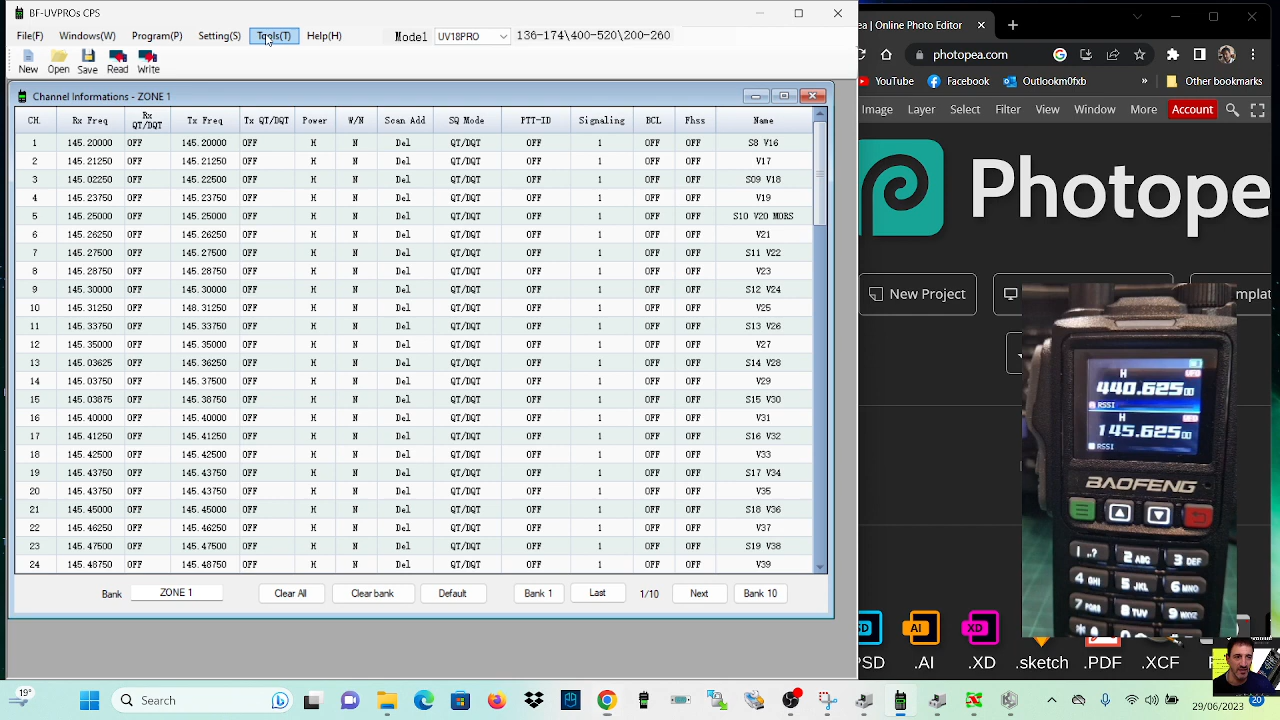 BF-UVPROs CPS
File(F) Windows(W) Program(P) Setting(S) Tools(T) Help(H) Model UV18PRO 136-174\400-520\200-260
New Open Save Read Write
Channel Informations - ZONE 1
CH. Rx Freq Rx QT/DQT Tx Freq Tx QT/DQT Power W/N Scan Add SQ Mode PTT-ID Signaling BCL Fhss Name
1 145.20000 OFF 145.20000 OFF H N Del QT/DQT OFF 1 OFF OFF S8 V16
2 145.21250 OFF 145.21250 OFF H N Del QT/DQT OFF 1 OFF OFF V17
3 145.02250 OFF 145.22500 OFF H N Del QT/DQT OFF 1 OFF OFF S09 V18
4 145.23750 OFF 145.23750 OFF H N Del QT/DQT OFF 1 OFF OFF V19
5 145.25000 OFF 145.25000 OFF H N Del QT/DQT OFF 1 OFF OFF S10 V20 MORS
6 145.26250 OFF 145.26250 OFF H N Del QT/DQT OFF 1 OFF OFF V21
7 145.27500 OFF 145.27500 OFF H N Del QT/DQT OFF 1 OFF OFF S11 V22
8 145.28750 OFF 145.28750 OFF H N Del QT/DQT OFF 1 OFF OFF V23
9 145.30000 OFF 145.30000 OFF H N Del QT/DQT OFF 1 OFF OFF S12 V24
10 145.31250 OFF 148.31250 OFF H N Del QT/DQT OFF 1 OFF OFF V25
11 145.33750 OFF 145.33750 OFF H N Del QT/DQT OFF 1 OFF OFF S13 V26
12 145.35000 OFF 145.35000 OFF H N Del QT/DQT OFF 1 OFF OFF V27
13 145.03625 OFF 145.36250 OFF H N Del QT/DQT OFF 1 OFF OFF S14 V28
14 145.03750 OFF 145.37500 OFF H N Del QT/DQT OFF 1 OFF OFF V29
15 145.03875 OFF 145.38750 OFF H N Del QT/DQT OFF 1 OFF OFF S15 V30
16 145.40000 OFF 145.40000 OFF H N Del QT/DQT OFF 1 OFF OFF V31
17 145.41250 OFF 145.41250 OFF H N Del QT/DQT OFF 1 OFF OFF S16 V32
18 145.42500 OFF 145.42500 OFF H N Del QT/DQT OFF 1 OFF OFF V33
19 145.43750 OFF 145.43750 OFF H N Del QT/DQT OFF 1 OFF OFF S17 V34
20 145.43750 OFF 145.43750 OFF H N Del QT/DQT OFF 1 OFF OFF V35
21 145.45000 OFF 145.45000 OFF H N Del QT/DQT OFF 1 OFF OFF S18 V36
22 145.46250 OFF 145.46250 OFF H N Del QT/DQT OFF 1 OFF OFF V37
23 145.47500 OFF 145.47500 OFF H N Del QT/DQT OFF 1 OFF OFF S19 V38
24 145.48750 OFF 145.48750 OFF H N Del QT/DQT OFF 1 OFF OFF V39
Bank ZONE 1 Clear All Clear bank Default Bank 1 Last 1/10 Next Bank 10
| Online Photo Editor
photopea.com
YouTube Facebook Outlookm0fxb » Other bookmarks
Image Layer Select Filter View Window More Account
Photope
New Project
H
440.625
RSSI
H
145.625
RSSI
BAOFENG
2 ABC 3 DEF
4 GHI 5 JKL 6 MNO
7 PQRS 8 TUV 9 WXYZ
AI XD
.AI .XD .sketch .PDF .XCF
19° Search 29/06/2023 20